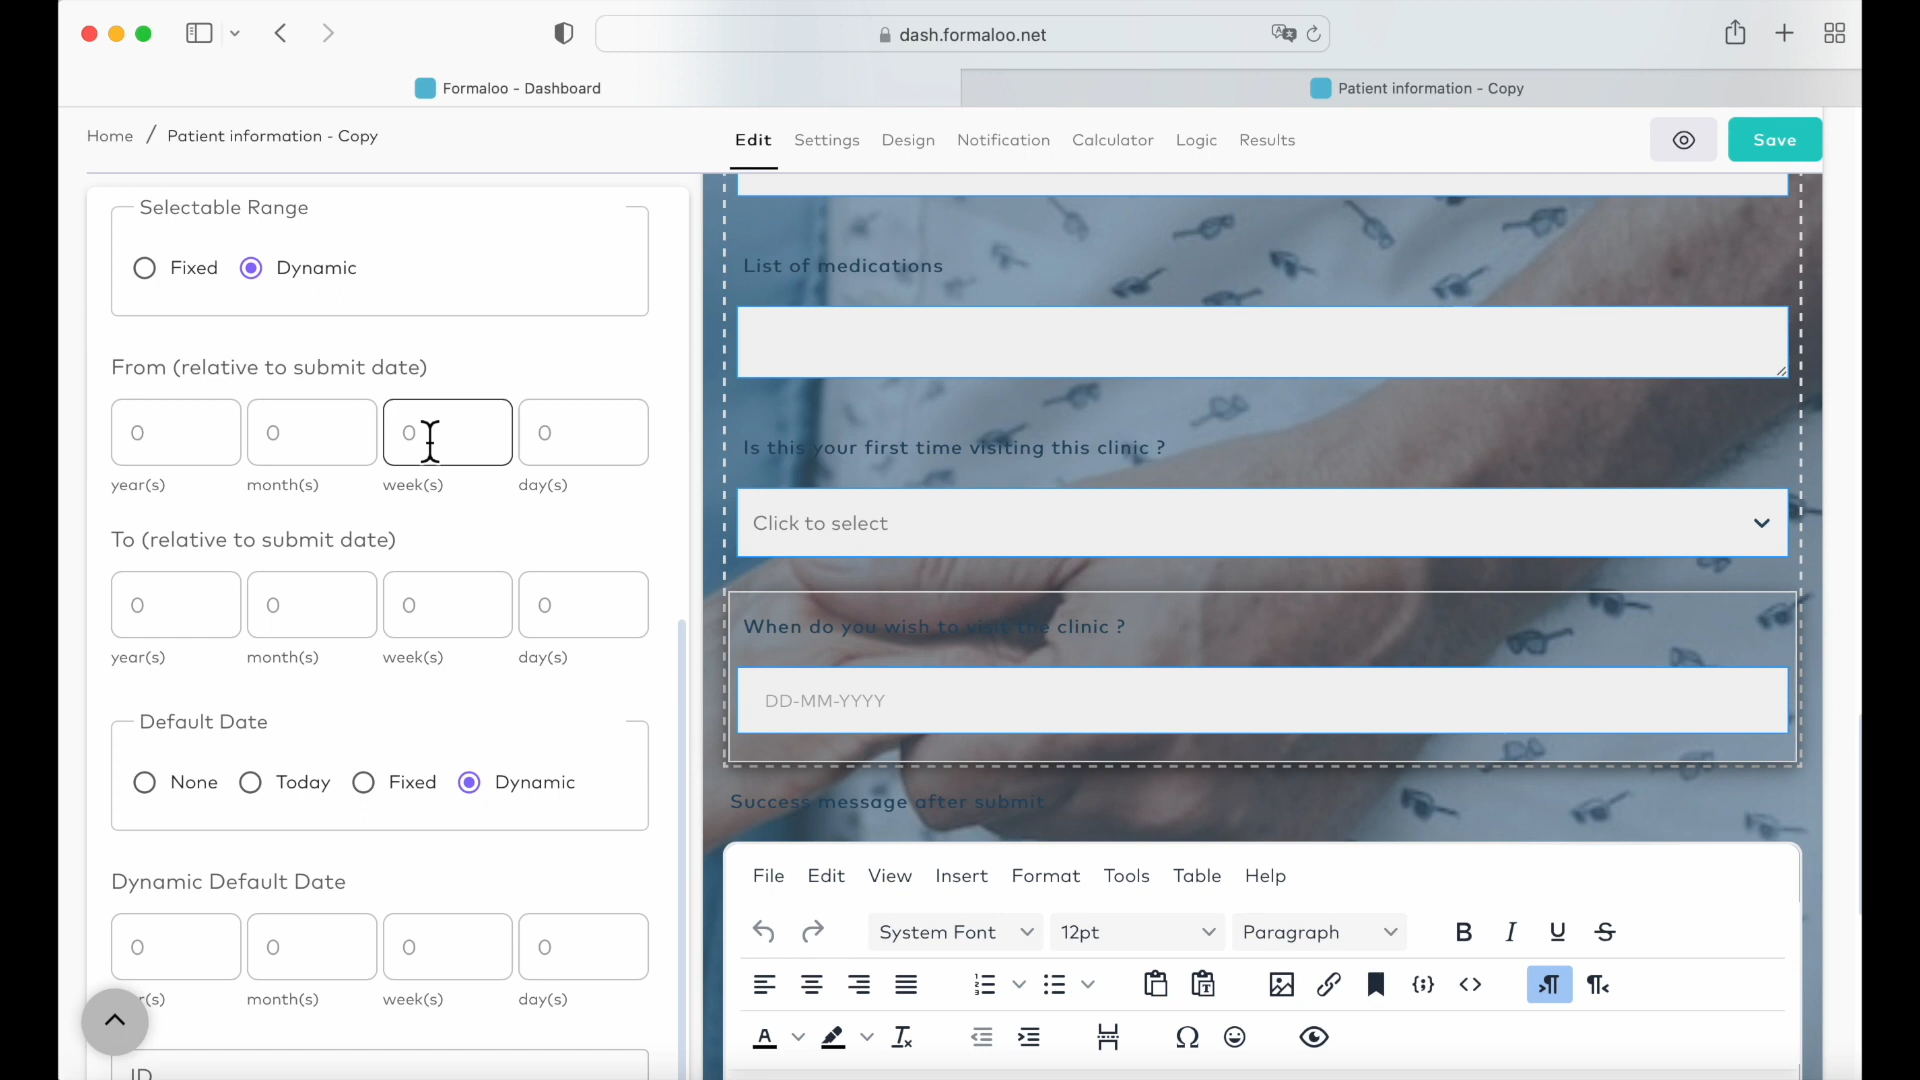 dash.formaloo.net
Formaloo - Dashboard
Patient information - Copy
Home / Patient information - Copy
Edit
Settings
Design
Notification
Calculator
Logic
Results
Save
Selectable Range
Fixed
Dynamic
From (relative to submit date)
0
0
0
0
year(s)
month(s)
week(s)
day(s)
To (relative to submit date)
0
0
0
0
year(s)
month(s)
week(s)
day(s)
Default Date
None
Today
Fixed
Dynamic
Dynamic Default Date
0
0
0
0
r(s)
month(s)
week(s)
day(s)
ID
List of medications
Is this your first time visiting this clinic ?
Click to select
When do you wish to visit the clinic ?
DD-MM-YYYY
Success message after submit
File
Edit
View
Insert
Format
Tools
Table
Help
System Font
12pt
Paragraph
B
I
U
S